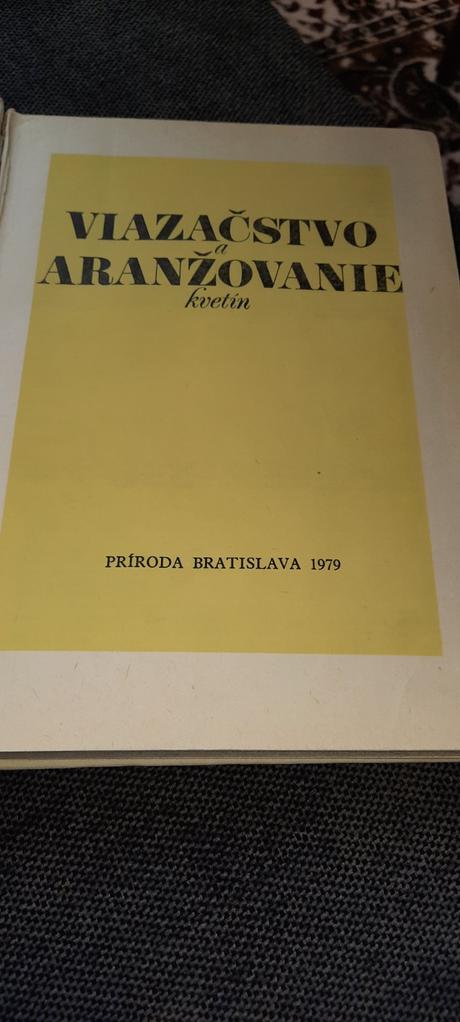 VIAZAČSTVO
a
ARANŽOVANIE
kvetín
PRÍRODA BRATISLAVA 1979